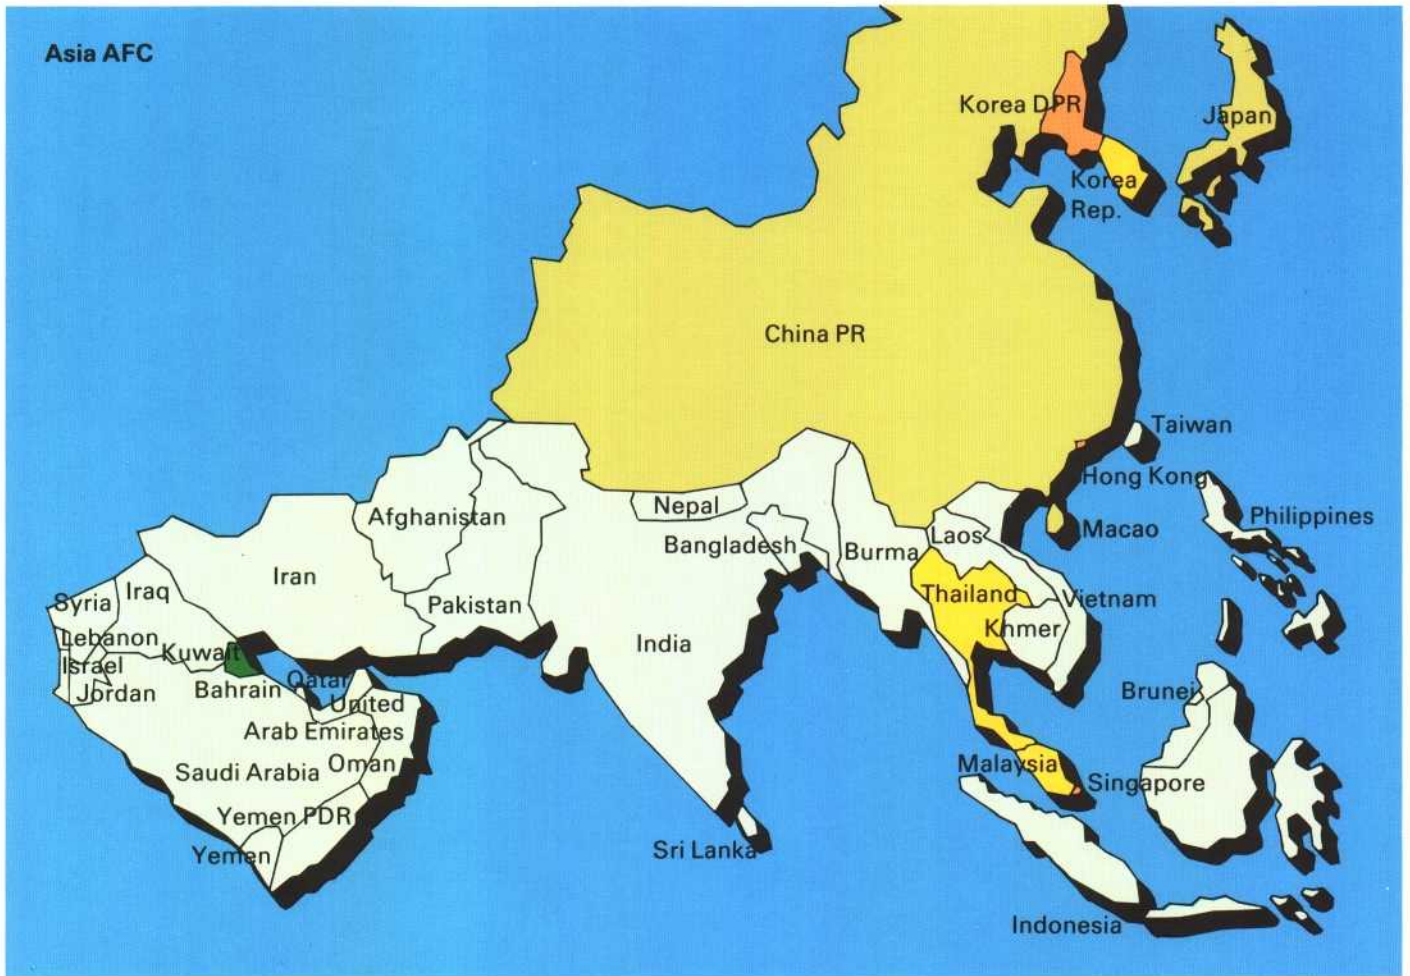 Asia AFC
Korea DPR
Japan
Korea
Rep.
China PR
Taiwan
Hong Kong
Macao
Philippines
Nepal
Afghanistan
Bangladesh
Burma
Laos
Iran
Iraq
Syria
Pakistan
Thailand
Vietnam
Khmer
India
Lebanon
Kuwait
Israel
Jordan
Bahrain
Qatar
United
Arab Emirates
Brunei
Saudi Arabia
Oman
Malaysia
Singapore
Yemen PDR
Yemen
Sri Lanka
Indonesia